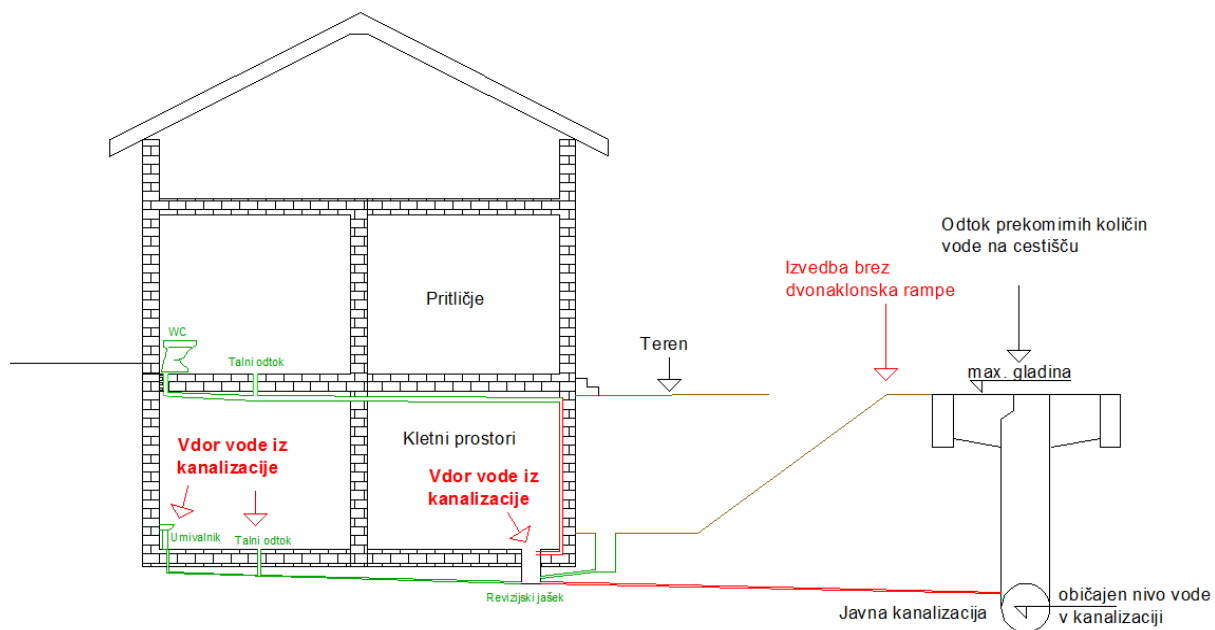 Odtok prekomirnih količin
vode na cestišču
Izvedba brez
dvonaklonska rampe
Pritličje
WC
Talni odtok
Teren
max. gladina
Kletni prostori
Vdor vode iz
kanalizacije
Vdor vode iz
kanalizacije
Umivalnik
Talni odtok
Revizijski jašek
Javna kanalizacija
običajen nivo vode
v kanalizaciji